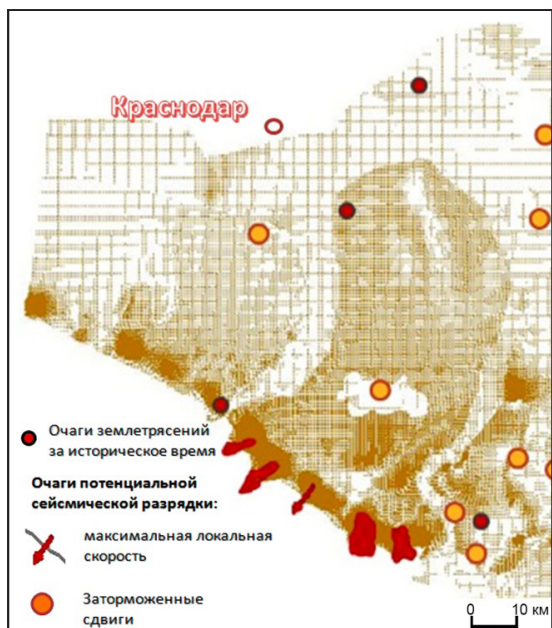 Краснодар
Очаги землетрясений
за историческое время
Очаги потенциальной
сейсмической разрядки:
максимальная локальная
скорость
Заторможенные
сдвиги
0 10 км